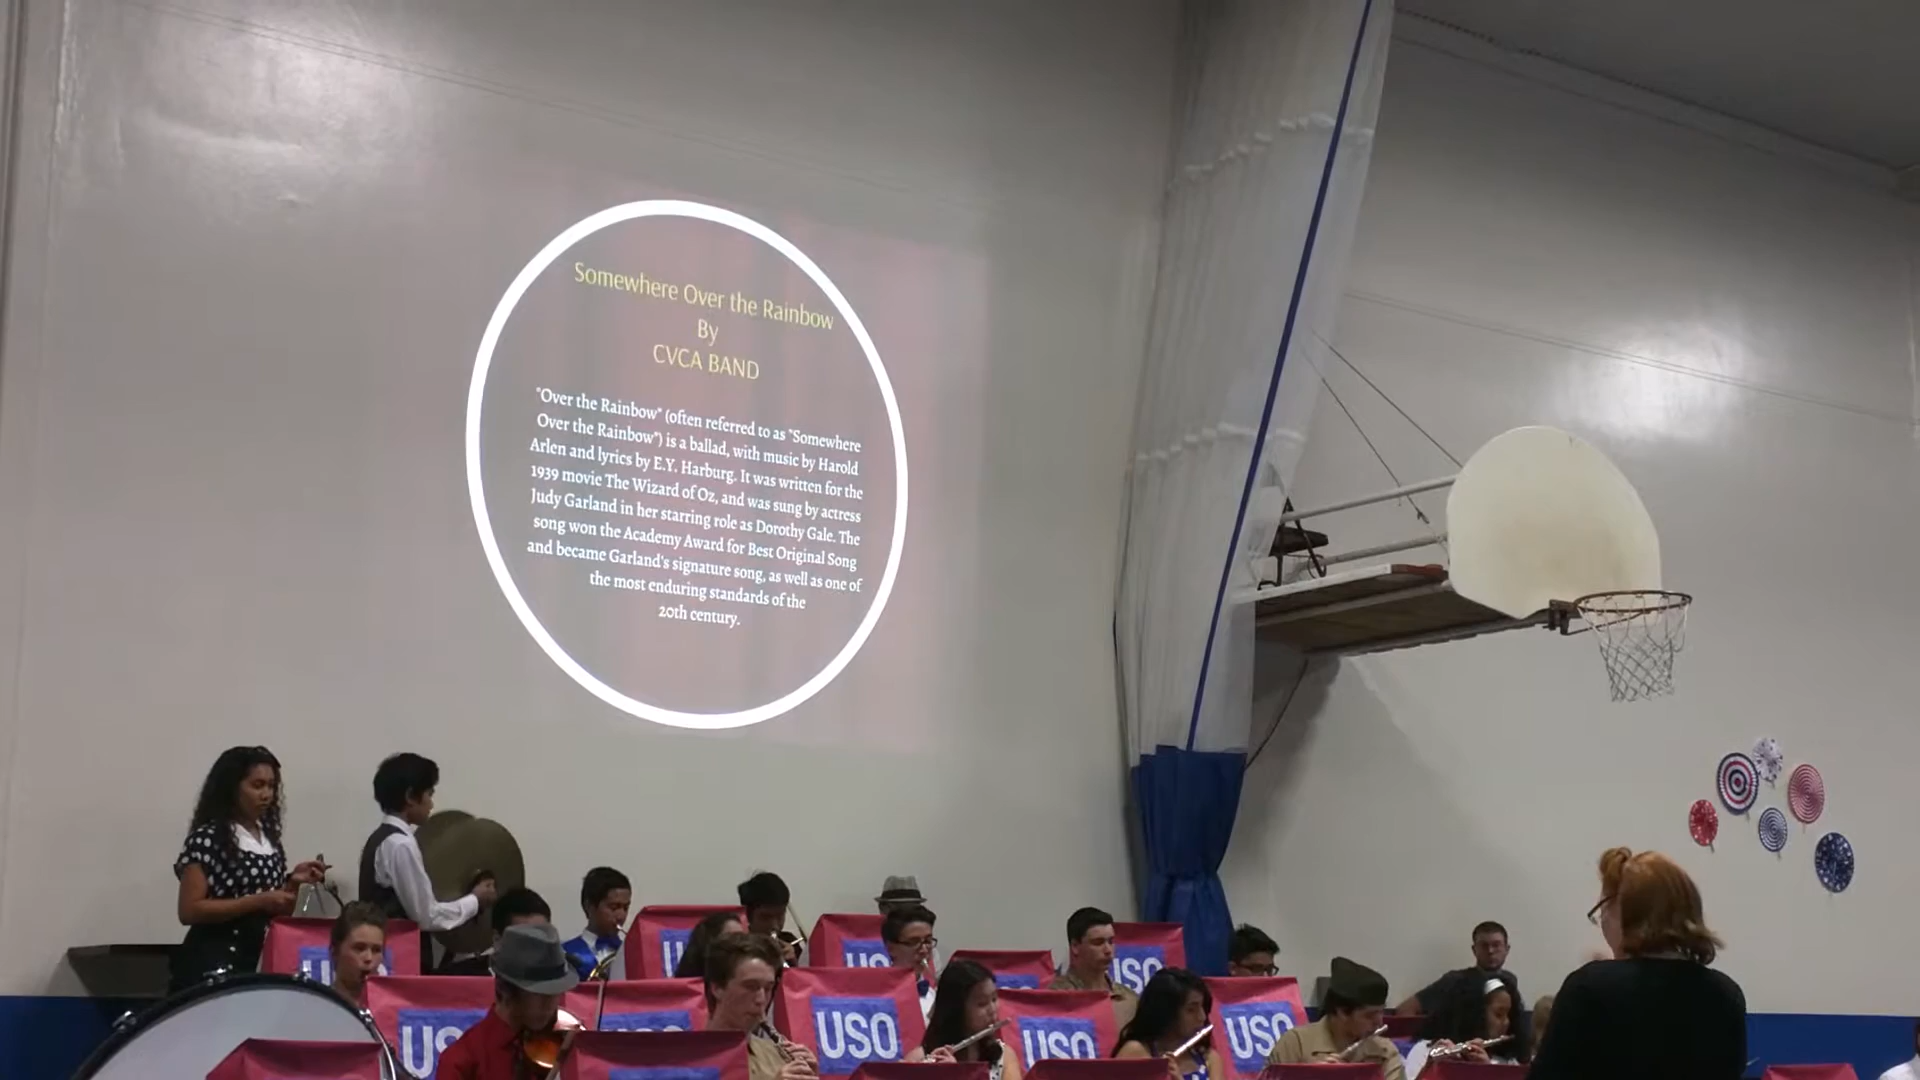 Somewhere Over the Rainbow
By
CVCA BAND
"Over the Rainbow" (often referred to as "Somewhere
Over the Rainbow") is a ballad, with music by Harold
Arlen and lyrics by E.Y. Harburg. It was written for the
1939 movie The Wizard of Oz, and was sung by actress
Judy Garland in her starring role as Dorothy Gale. The
song won the Academy Award for Best Original Song
and became Garland's signature song, as well as one of
the most enduring standards of the
20th century.
USO
USO
USO
USO